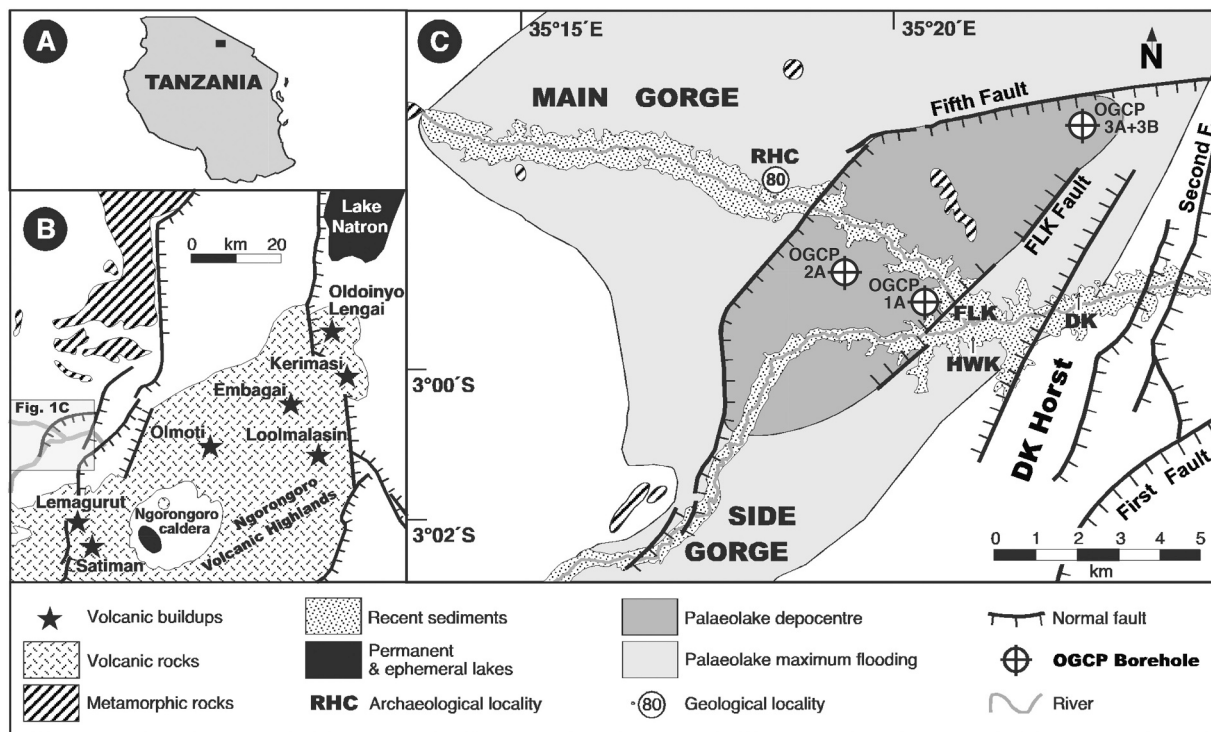 A
TANZANIA
B
0 km 20
Lake
Natron
Oldoinyo
Lengai
Kerimasi
Embagai
Fig. 1C
Olmoti
Loolmalasin
Lemagurut
Ngorongoro
caldera
Ngorongoro
Volcanic Highlands
Satiman
3°00´S
3°02´S
C
35°15´E
35°20´E
N
MAIN GORGE
Fifth Fault
OGCP
3A+3B
RHC
80
Second F
FLK Fault
OGCP
2A
OGCP
1A
FLK
DK
HWK
DK Horst
First Fault
SIDE
GORGE
0 1 2 3 4 5
km
Volcanic buildups
Recent sediments
Palaeolake depocentre
Normal fault
Volcanic rocks
Permanent
& ephemeral lakes
Palaeolake maximum flooding
OGCP Borehole
Metamorphic rocks
RHC Archaeological locality
80 Geological locality
River